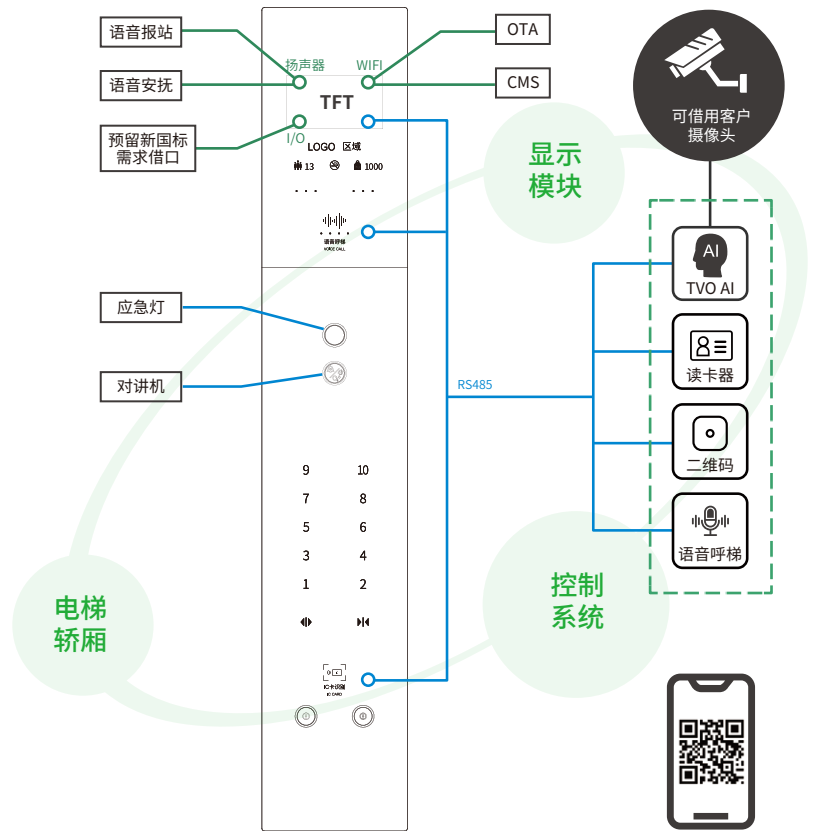 语音报站
语音安抚
预留新国标
需求借口
扬声器
WIFI
TFT
I/O
OTA
CMS
LOGO 区域
13
1000
语音呼梯
VOICE CALL
可借用客户
摄像头
显示
模块
AI
TVO AI
读卡器
二维码
语音呼梯
应急灯
对讲机
RS485
9 10
7 8
5 6
3 4
1 2
控制
系统
电梯
轿厢
IC卡识别
IC CARD